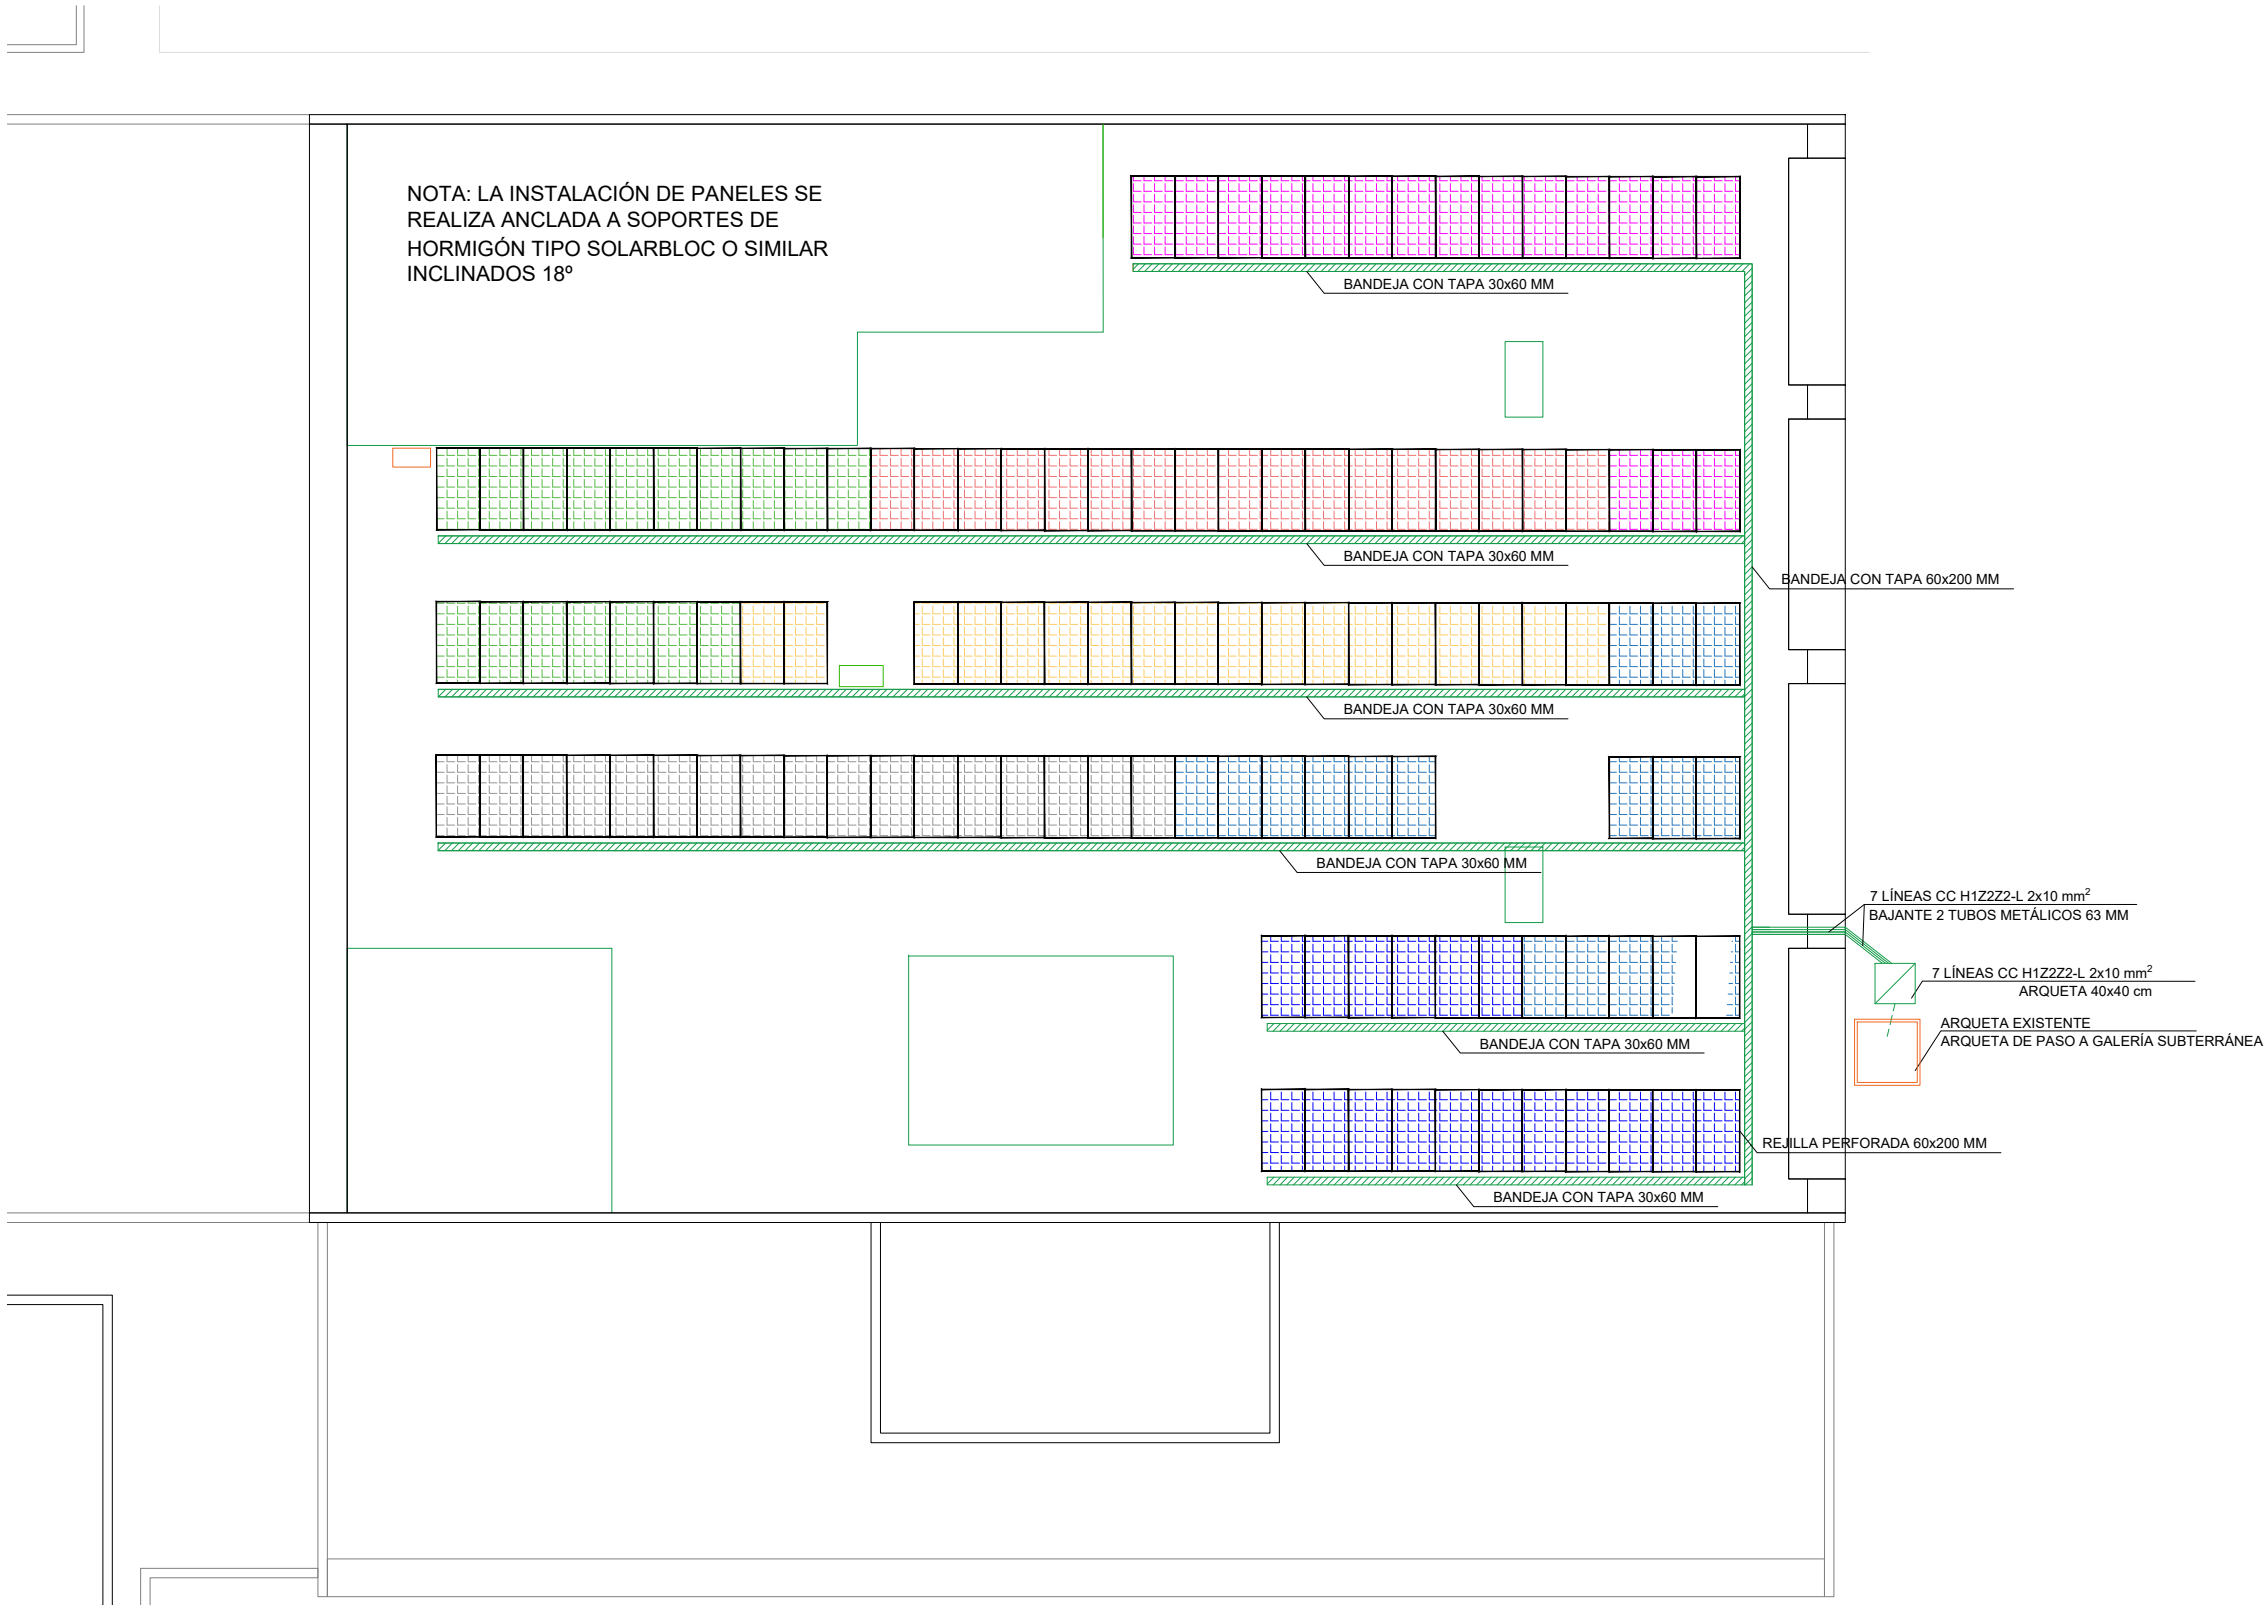 NOTA: LA INSTALACIÓN DE PANELES SE
REALIZA ANCLADA A SOPORTES DE
HORMIGÓN TIPO SOLARBLOC O SIMILAR
INCLINADOS 18º
BANDEJA CON TAPA 30x60 MM
BANDEJA CON TAPA 30x60 MM
BANDEJA CON TAPA 60x200 MM
BANDEJA CON TAPA 30x60 MM
BANDEJA CON TAPA 30x60 MM
7 LÍNEAS CC H1Z2Z2-L 2x10 mm²
BAJANTE 2 TUBOS METÁLICOS 63 MM
7 LÍNEAS CC H1Z2Z2-L 2x10 mm²
ARQUETA 40x40 cm
ARQUETA EXISTENTE
ARQUETA DE PASO A GALERÍA SUBTERRÁNEA
BANDEJA CON TAPA 30x60 MM
REJILLA PERFORADA 60x200 MM
BANDEJA CON TAPA 30x60 MM